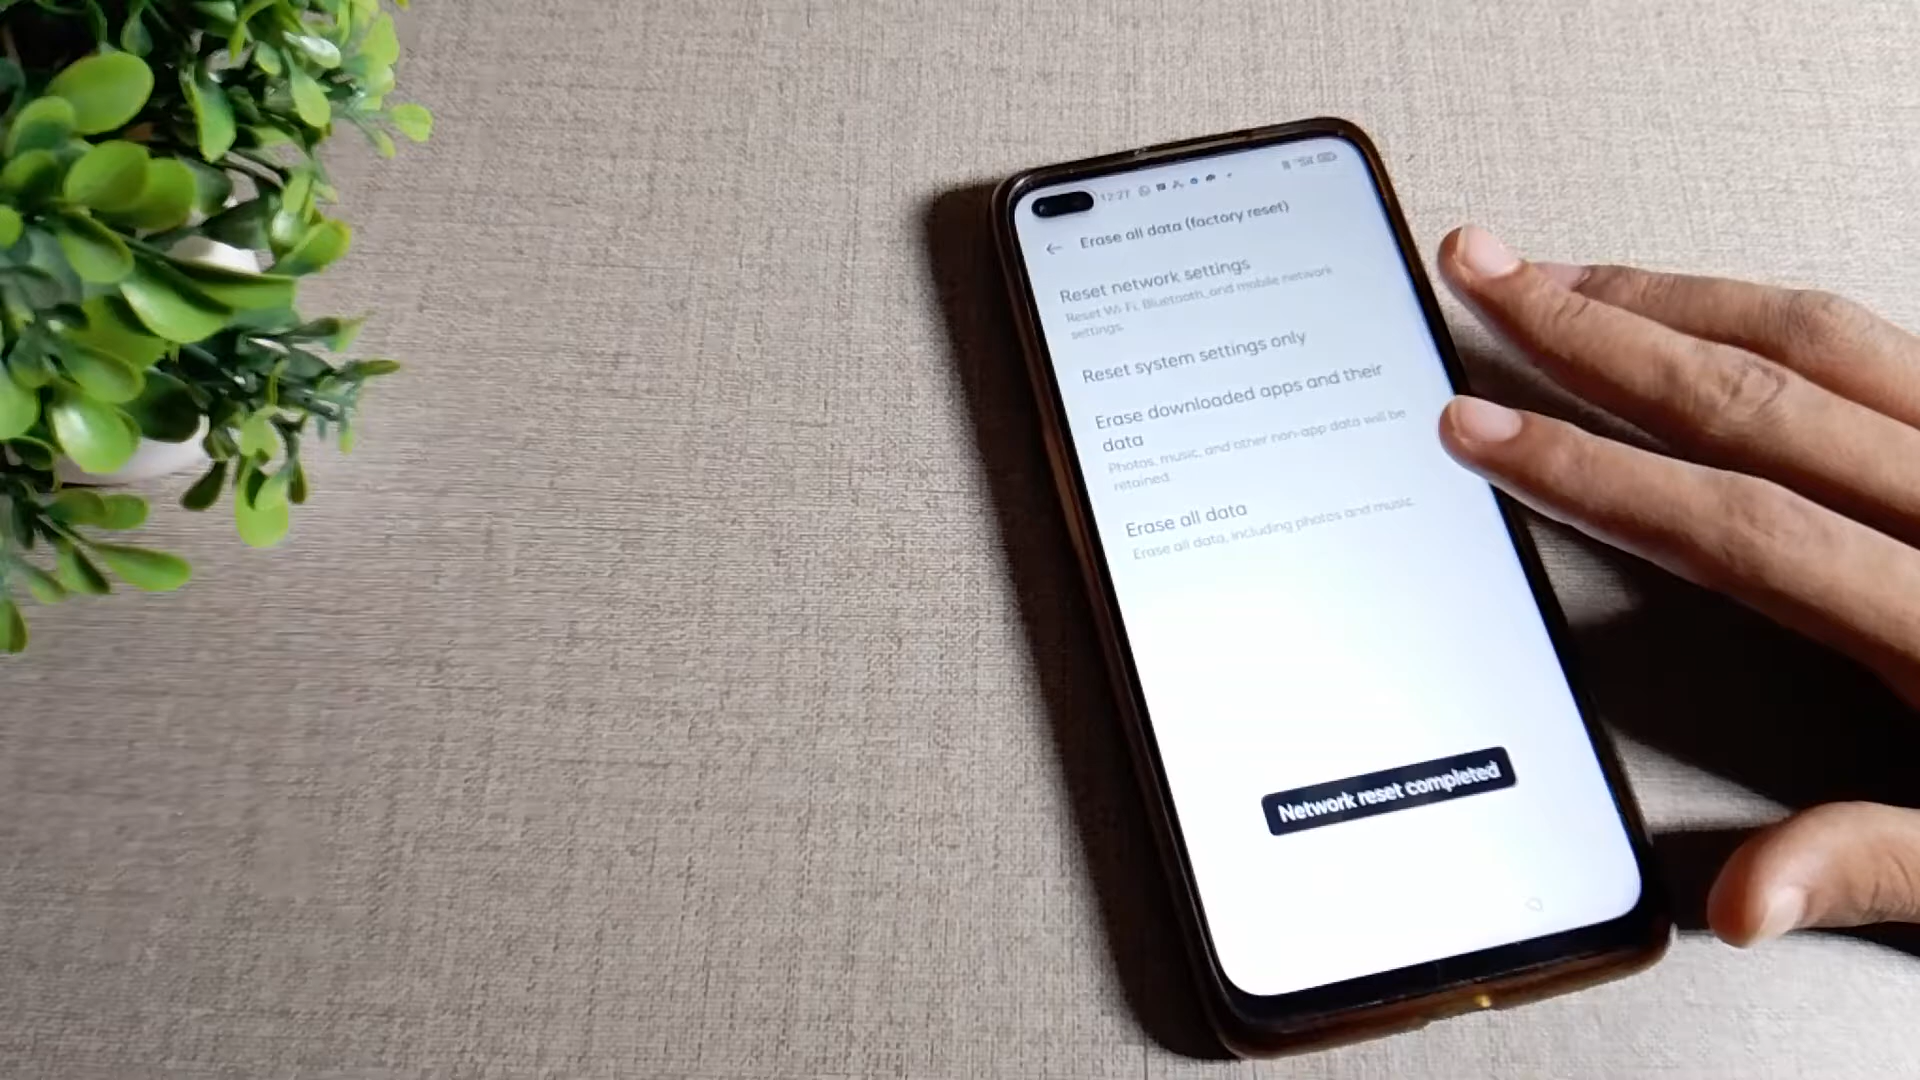 12:27
Erase all data (factory reset)
Reset network settings
Reset Wi-Fi, Bluetooth, and mobile network
settings.
Reset system settings only
Erase downloaded apps and their
data
Photos, music, and other non-app data will be
retained.
Erase all data
Erase all data, including photos and music.
Network reset completed